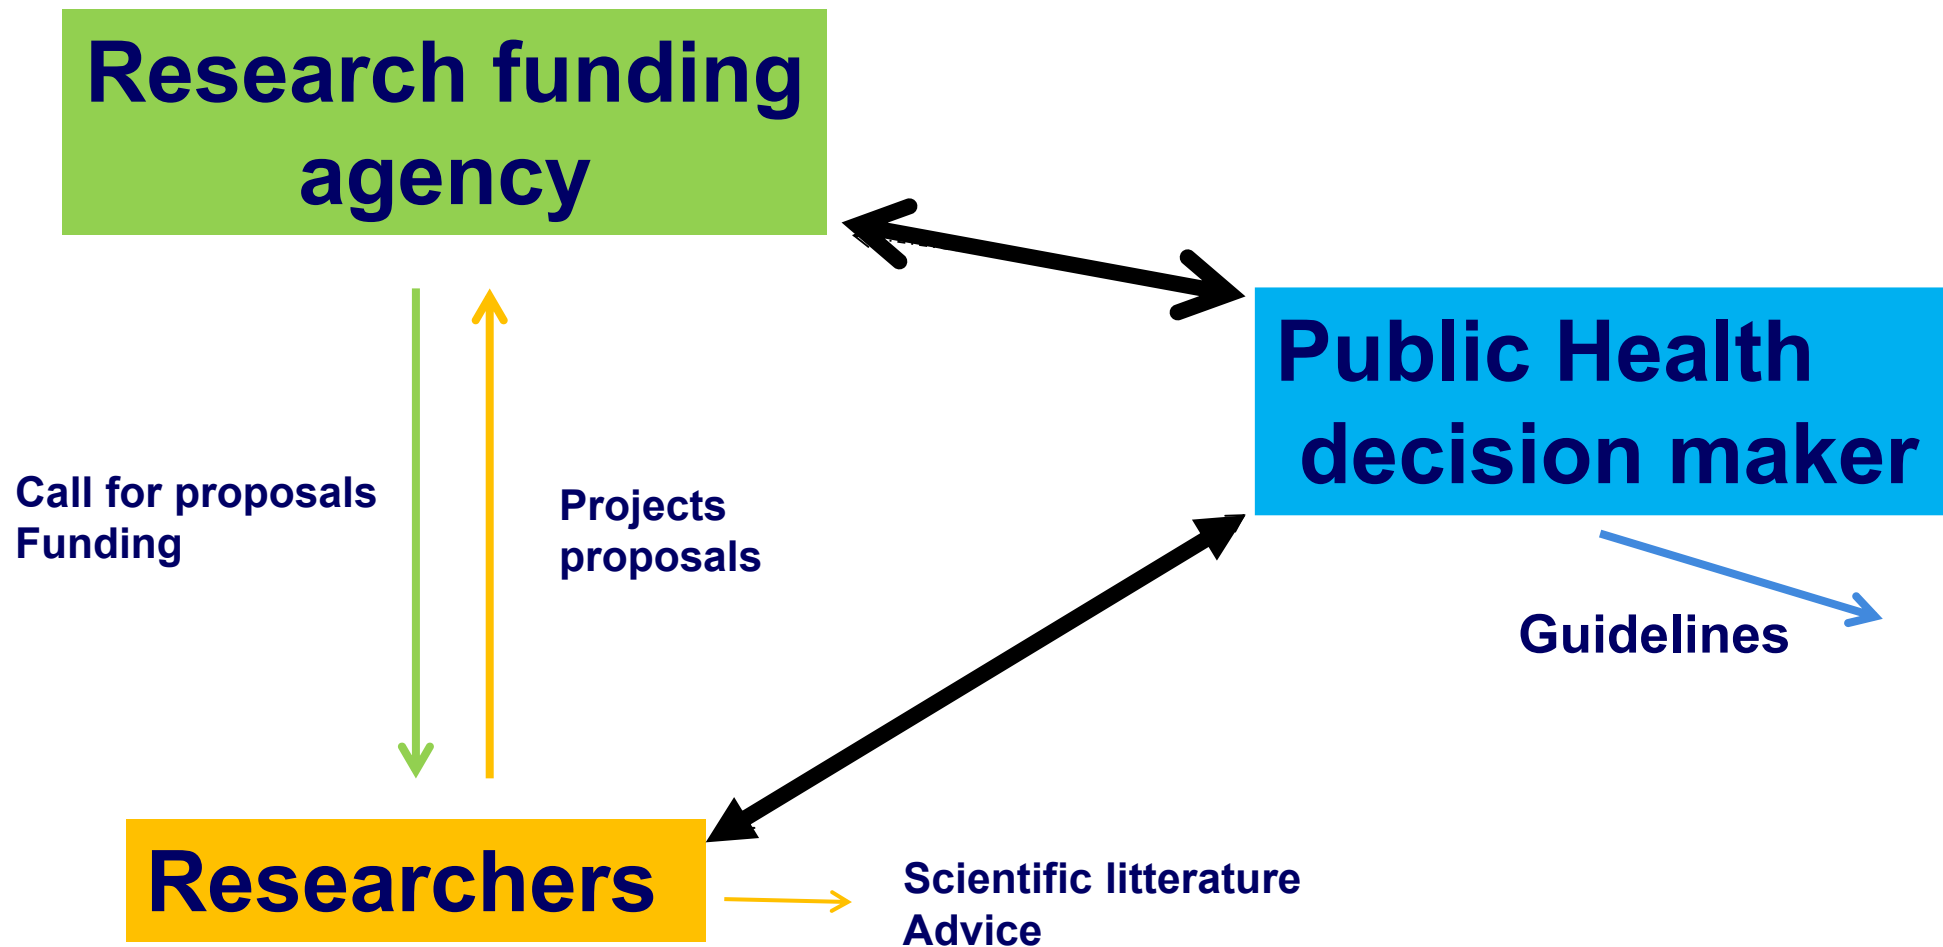 Research funding
agency
Public Health
decision maker
Call for proposals
Funding
Projects
proposals
Guidelines
Researchers
Scientific litterature
Advice